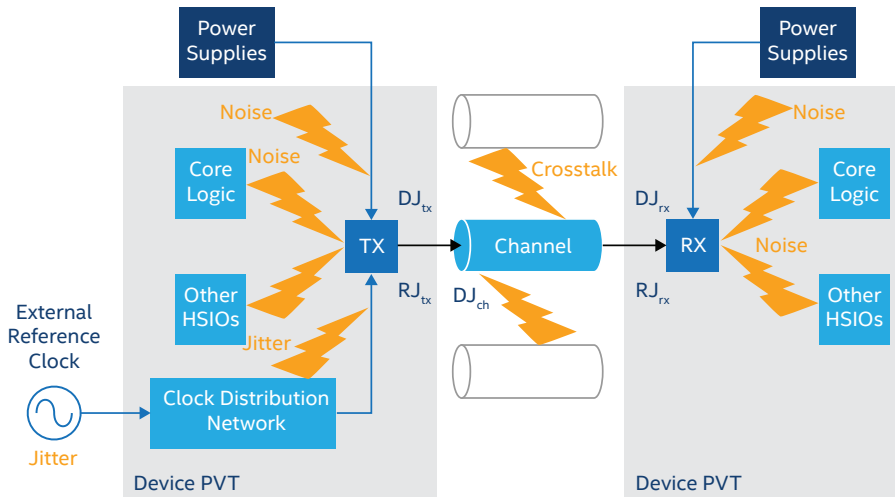 Power
Supplies
Power
Supplies
Noise
Noise
Noise
Core
Logic
Crosstalk
Core
Logic
DJtx
DJrx
TX
Channel
RX
Noise
RJtx
DJch
RJrx
Other
HSIOs
Other
HSIOs
External
Reference
Clock
Jitter
Clock Distribution
Network
Jitter
Device PVT
Device PVT